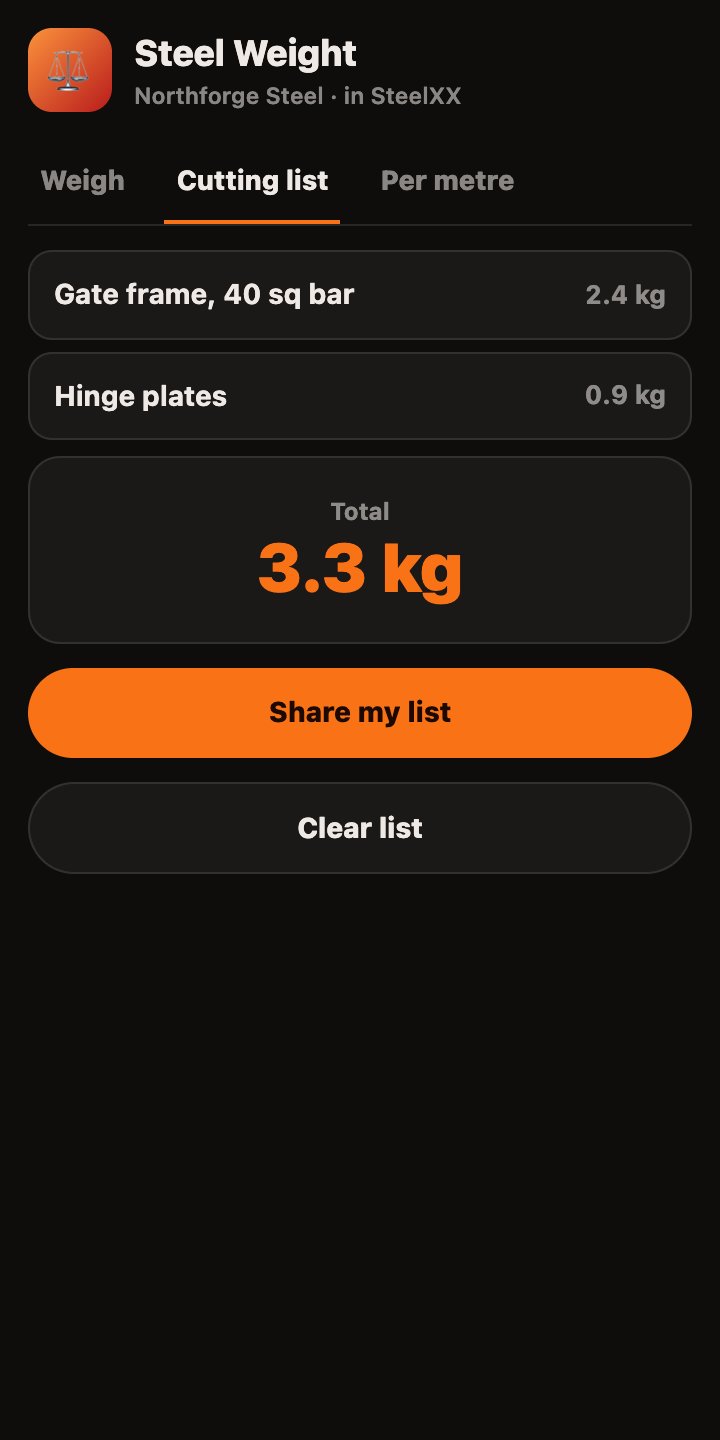 Steel Weight
Northforge Steel · in SteelXX
Weigh Cutting list Per metre
Gate frame, 40 sq bar 2.4 kg
Hinge plates 0.9 kg
Total
3.3 kg
Share my list
Clear list